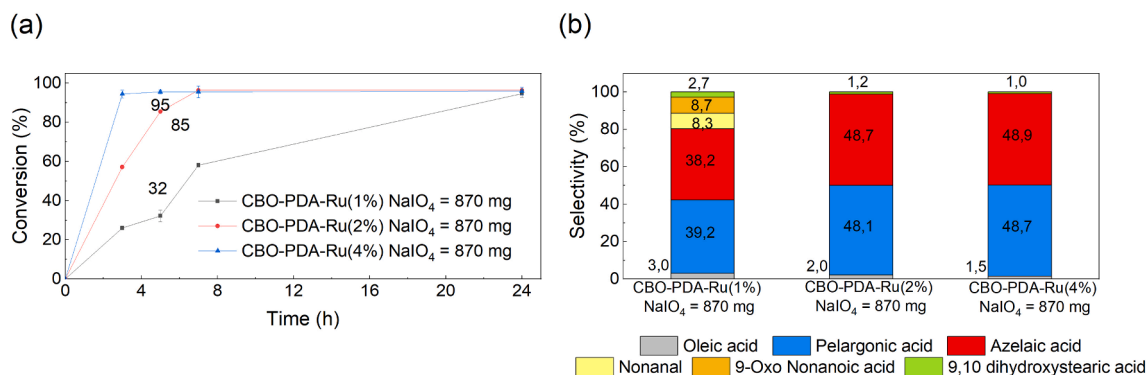 (a)
(b)
100
80
60
40
20
0
Conversion (%)
95
85
32
CBO-PDA-Ru(1%) NaIO4 = 870 mg
CBO-PDA-Ru(2%) NaIO4 = 870 mg
CBO-PDA-Ru(4%) NaIO4 = 870 mg
0 4 8 12 16 20 24
Time (h)
100
80
60
40
20
0
Selectivity (%)
2,7
8,7
8,3
38,2
39,2
3,0
1,2
48,7
48,1
2,0
1,0
48,9
48,7
1,5
CBO-PDA-Ru(1%)
NaIO4 = 870 mg
CBO-PDA-Ru(2%)
NaIO4 = 870 mg
CBO-PDA-Ru(4%)
NaIO4 = 870 mg
Oleic acid Pelargonic acid Azelaic acid
Nonanal 9-Oxo Nonanoic acid 9,10 dihydroxystearic acid